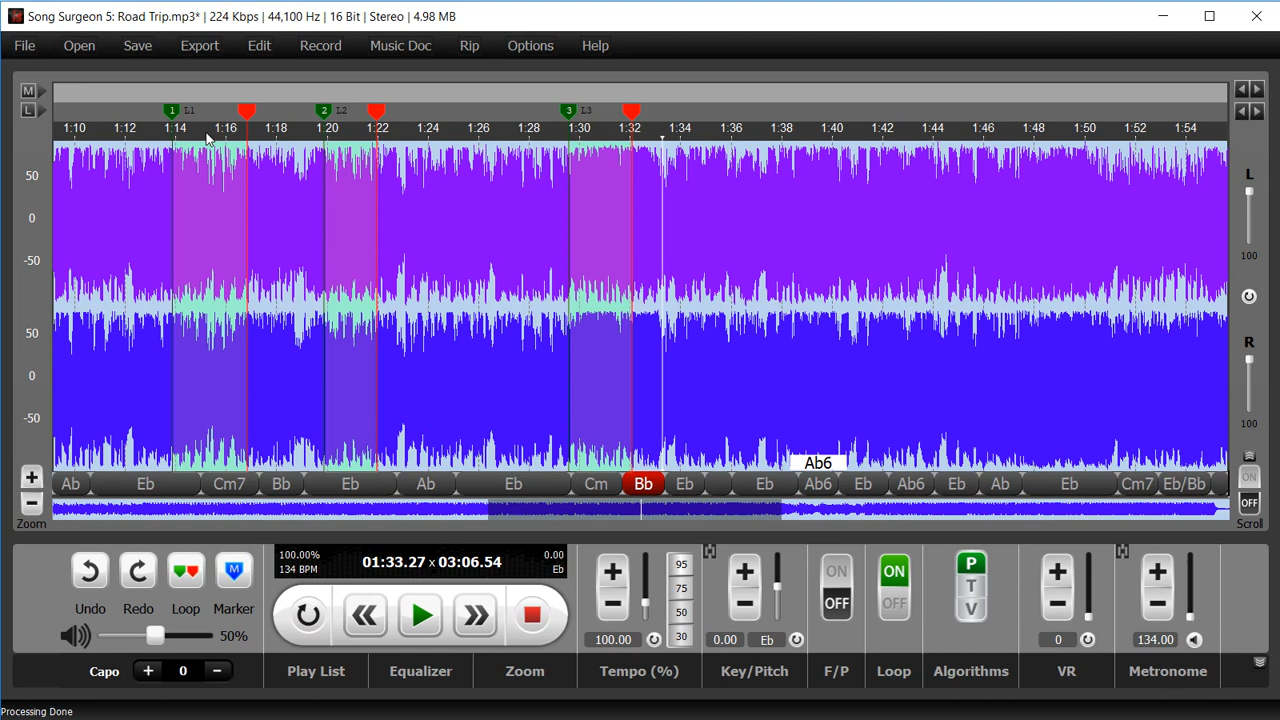 Song Surgeon 5: Road Trip.mp3* | 224 Kbps | 44,100 Hz | 16 Bit | Stereo | 4.98 MB
File Open Save Export Edit Record Music Doc Rip Options Help
M
L 1 L1 2 L2 3 L3
1:10 1:12 1:14 1:16 1:18 1:20 1:22 1:24 1:26 1:28 1:30 1:32 1:34 1:36 1:38 1:40 1:42 1:44 1:46 1:48 1:50 1:52 1:54
50 L
0
-50 100
50 R
0
-50 100
Ab6
Ab Eb Cm7 Bb Eb Ab Eb Cm Bb Eb Eb Ab6 Eb Ab6 Eb Ab Eb Cm7 Eb/Bb ON
OFF
Zoom Scroll
100.00% 01:33.27 x 03:06.54 0.00
134 BPM Eb
Undo Redo Loop Marker
M
50%
95
75
50
30
ON ON P
OFF OFF T
V
100.00 0.00 Eb 0 134.00
Capo + 0 - Play List Equalizer Zoom Tempo (%) Key/Pitch F/P Loop Algorithms VR Metronome
Processing Done